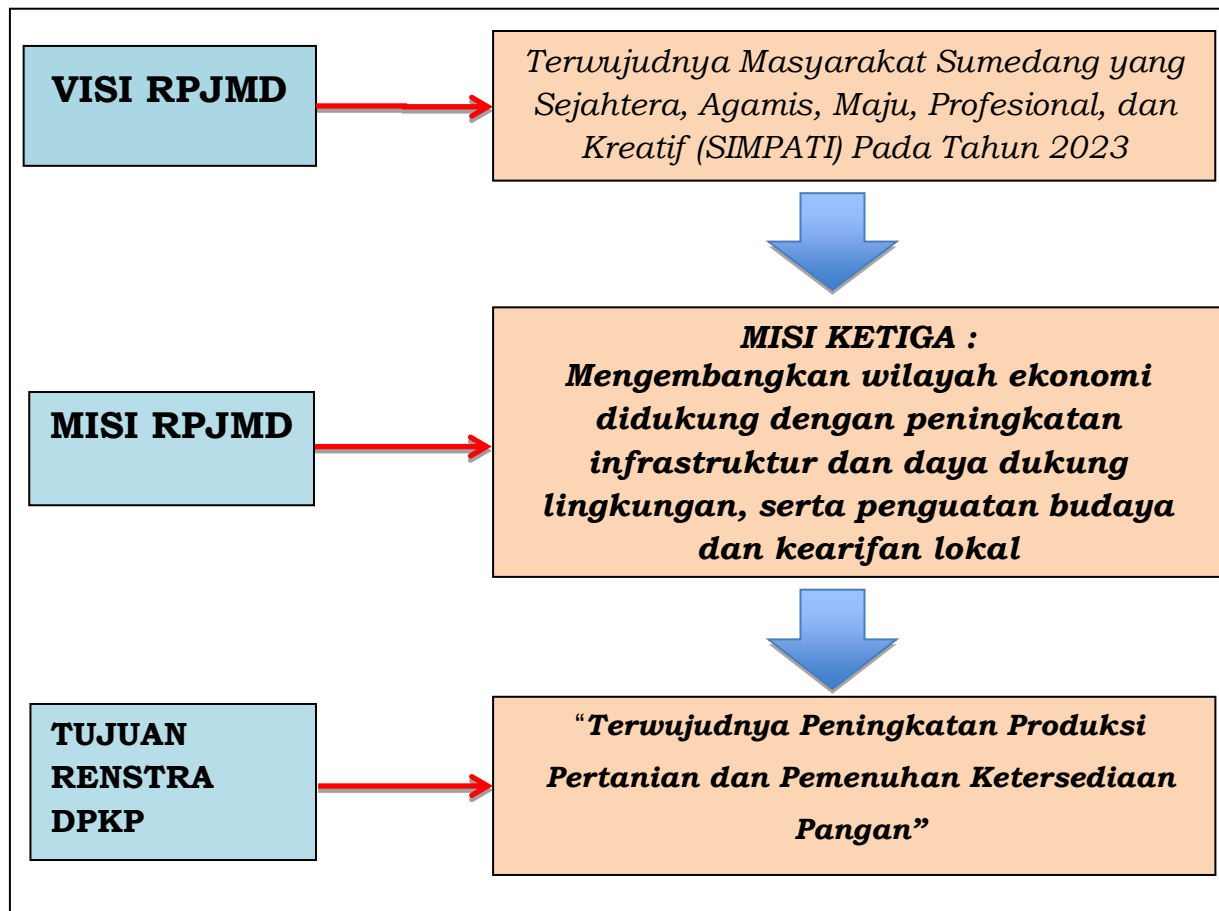 VISI RPJMD
Terwujudnya Masyarakat Sumedang yang
Sejahtera, Agamis, Maju, Profesional, dan
Kreatif (SIMPATI) Pada Tahun 2023
MISI RPJMD
MISI KETIGA :
Mengembangkan wilayah ekonomi
didukung dengan peningkatan
infrastruktur dan daya dukung
lingkungan, serta penguatan budaya
dan kearifan lokal
TUJUAN
RENSTRA
DPKP
“Terwujudnya Peningkatan Produksi
Pertanian dan Pemenuhan Ketersediaan
Pangan”